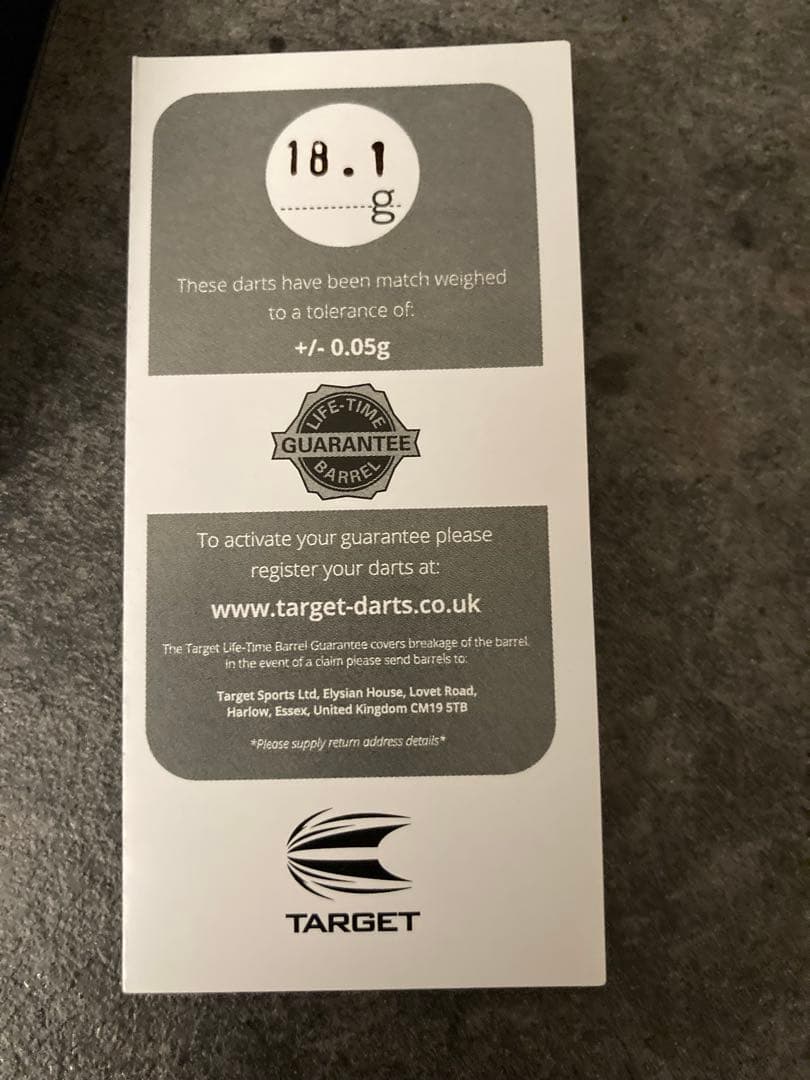 18.1
g
These darts have been match weighed
to a tolerance of:
+/- 0.05g
LIFE-TIME
GUARANTEE
BARREL
To activate your guarantee please
register your darts at:
www.target-darts.co.uk
The Target Life-Time Barrel Guarantee covers breakage of the barrel.
In the event of a claim please send barrels to:
Target Sports Ltd, Elysian House, Lovet Road,
Harlow, Essex, United Kingdom CM19 5TB
*Please supply return address details*
TARGET